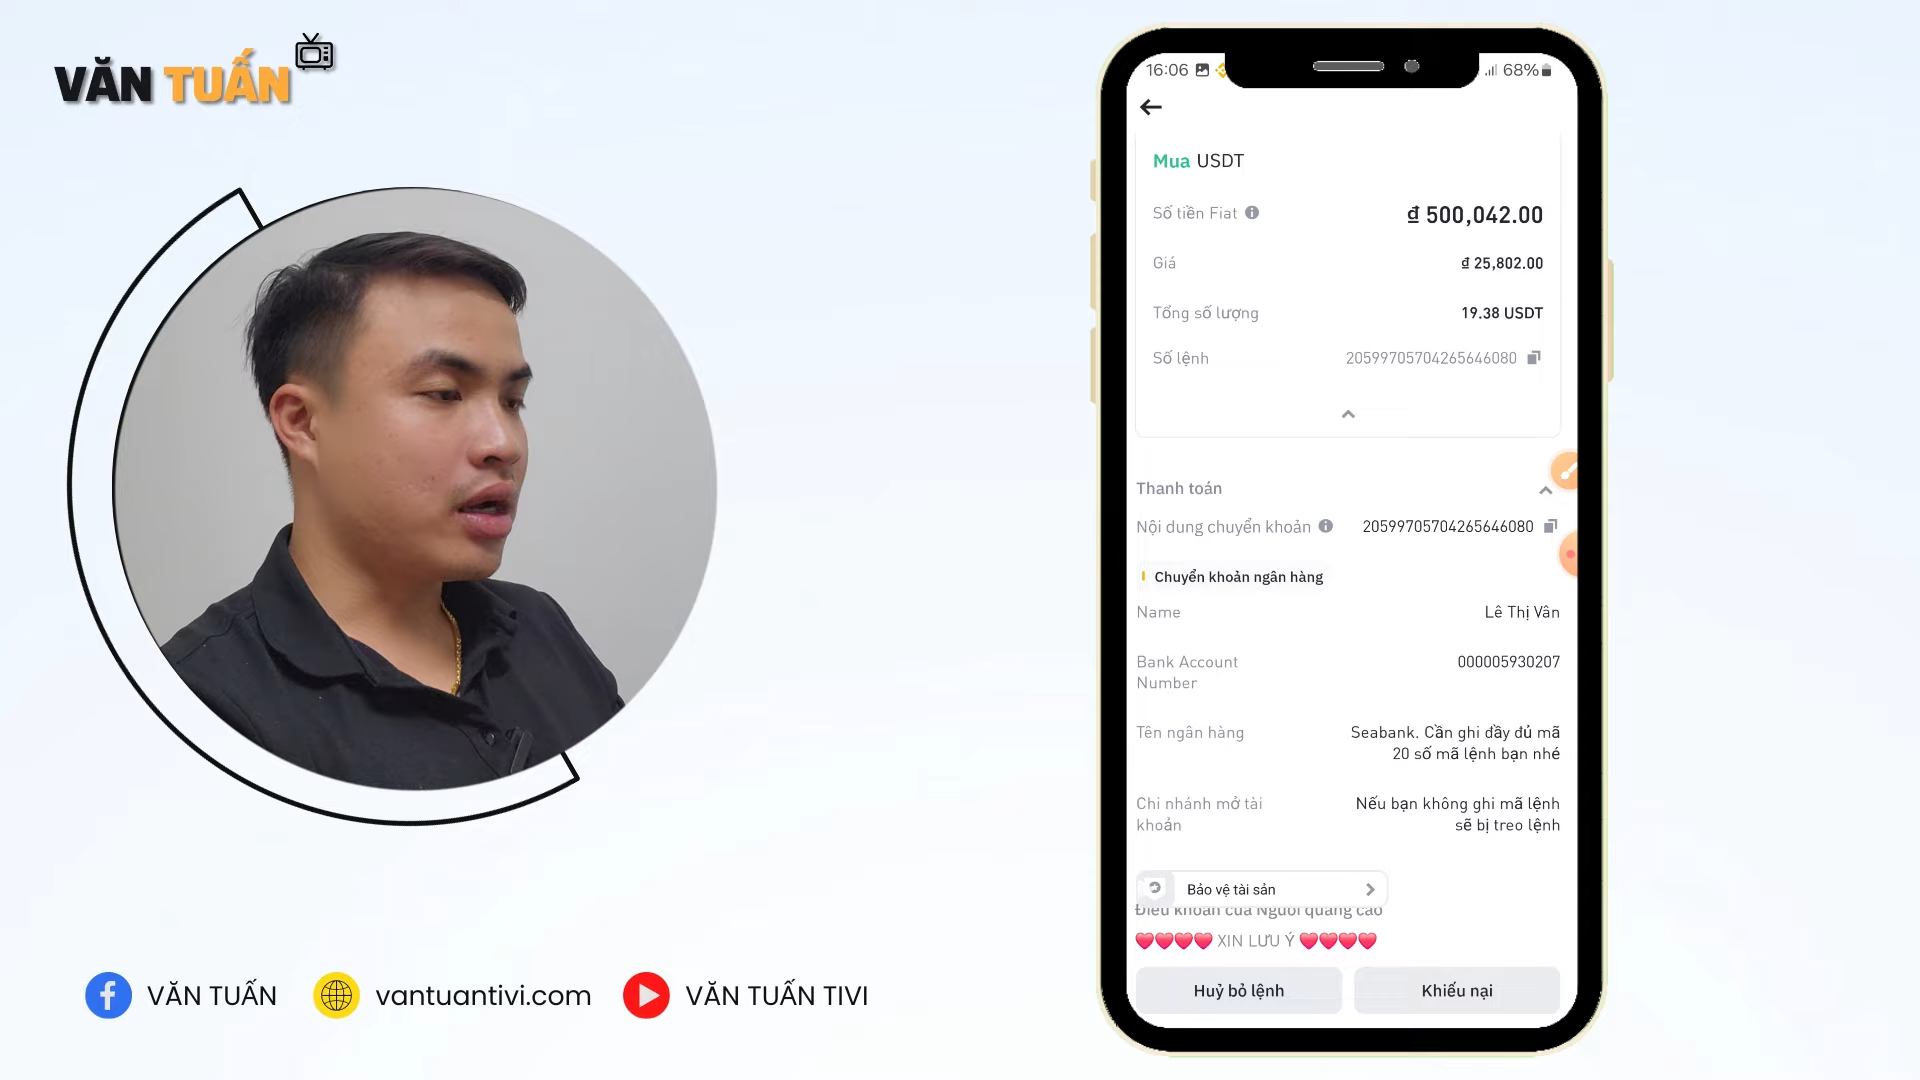 VĂN TUẤN
16:06
68%
Mua USDT
Số tiền Fiat
₫ 500,042.00
Giá
₫ 25,802.00
Tổng số lượng
19.38 USDT
Số lệnh
20599705704265646080
Thanh toán
Nội dung chuyển khoản
20599705704265646080
Chuyển khoản ngân hàng
Name
Lê Thị Vân
Bank Account
Number
000005930207
Tên ngân hàng
Seabank. Cần ghi đầy đủ mã
20 số mã lệnh bạn nhé
Chi nhánh mở tài
khoản
Nếu bạn không ghi mã lệnh
sẽ bị treo lệnh
Bảo vệ tài sản
Điều khoản của Người quảng cáo
❤️❤️❤️❤️ XIN LƯU Ý ❤️❤️❤️❤️
Huỷ bỏ lệnh
Khiếu nại
VĂN TUẤN
vantuantivi.com
VĂN TUẤN TIVI